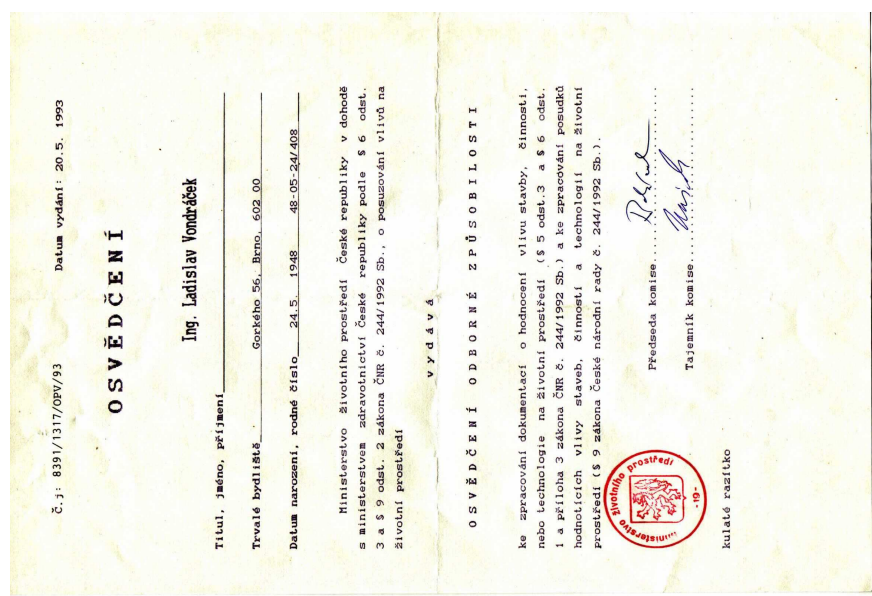 Č.j: 8391/1317/OPV/93 Datum vydání: 20.5. 1993
OSVĚDČENÍ
Ing. Ladislav Vondráček
Titul, jméno, příjmení
Trvalé bydliště Gorkého 56, Brno, 602 00
Datum narození, rodné číslo 24.5. 1948 48-05-24/408
Ministerstvo životního prostředí České republiky v dohodě
s ministerstvem zdravotnictví České republiky podle § 6 odst.
3 a § 9 odst. 2 zákona ČNR č. 244/1992 Sb., o posuzování vlivů na
životní prostředí
vydává
OSVĚDČENÍ ODBORNÉ ZPŮSOBILOSTI
ke zpracování dokumentací o hodnocení vlivu stavby, činnosti,
nebo technologie na životní prostředí (§ 5 odst.3 a § 6 odst.
1 a příloha 3 zákona ČNR č. 244/1992 Sb.) a ke zpracování posudků
hodnotících vlivy staveb, činností a technologií na životní
prostředí (§ 9 zákona České národní rady č. 244/1992 Sb.).
Předseda komise
Tajemník komise
Ministerstvo životního prostředí
-19-
kulaté razítko